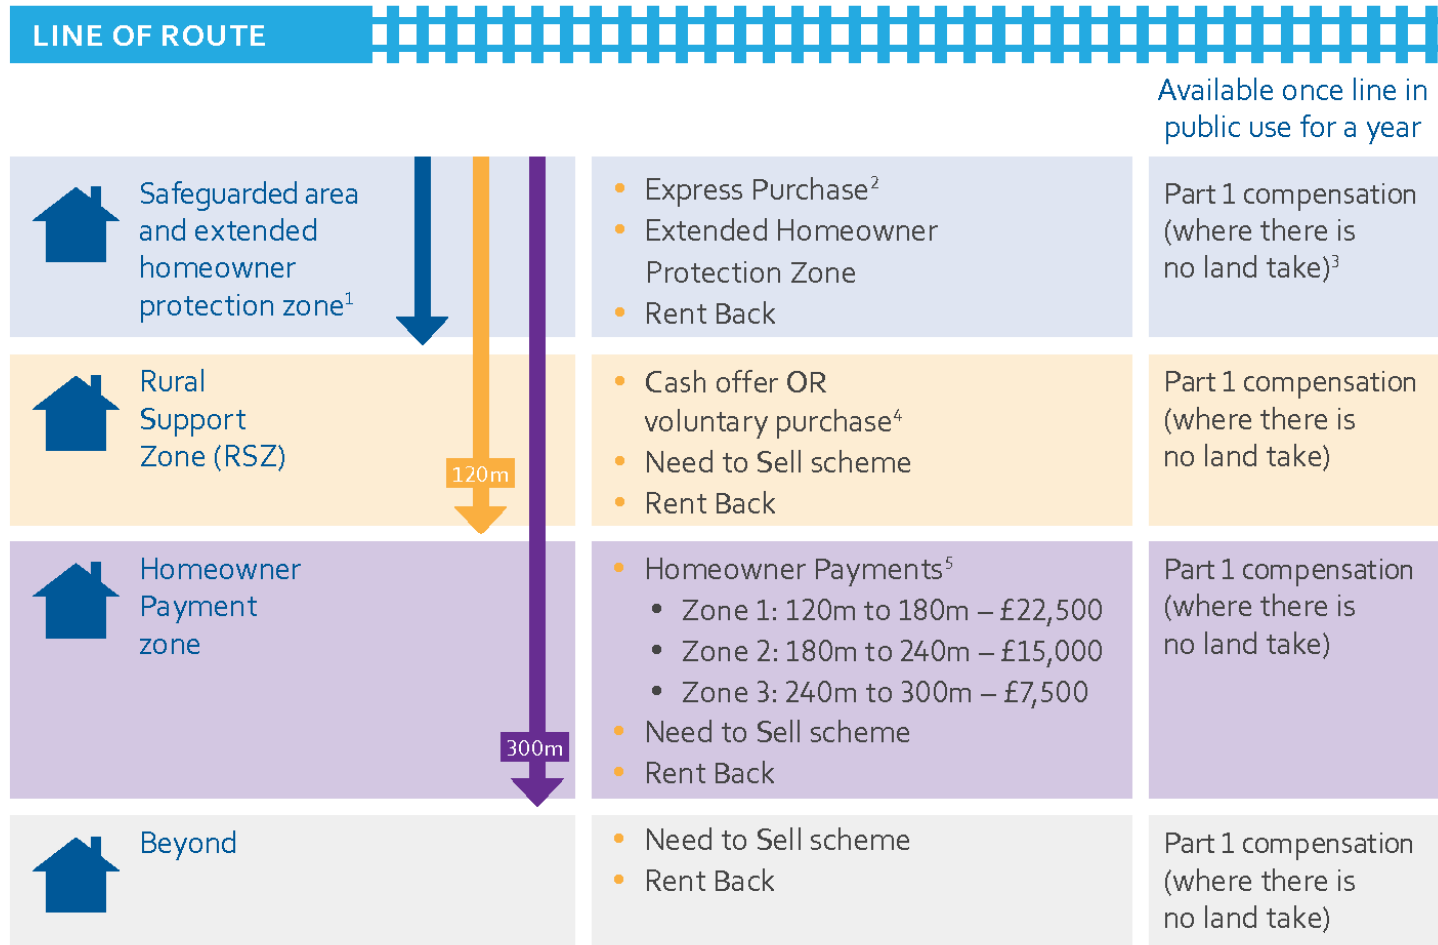 LINE OF ROUTE
Available once line in
public use for a year
Safeguarded area
and extended
homeowner
protection zone1
• Express Purchase2
• Extended Homeowner
Protection Zone
• Rent Back
Part 1 compensation
(where there is
no land take)3
Rural
Support
Zone (RSZ)
120m
• Cash offer OR
voluntary purchase4
• Need to Sell scheme
• Rent Back
Part 1 compensation
(where there is
no land take)
Homeowner
Payment
zone
300m
• Homeowner Payments5
• Zone 1: 120m to 180m – £22,500
• Zone 2: 180m to 240m – £15,000
• Zone 3: 240m to 300m – £7,500
• Need to Sell scheme
• Rent Back
Part 1 compensation
(where there is
no land take)
Beyond
• Need to Sell scheme
• Rent Back
Part 1 compensation
(where there is
no land take)